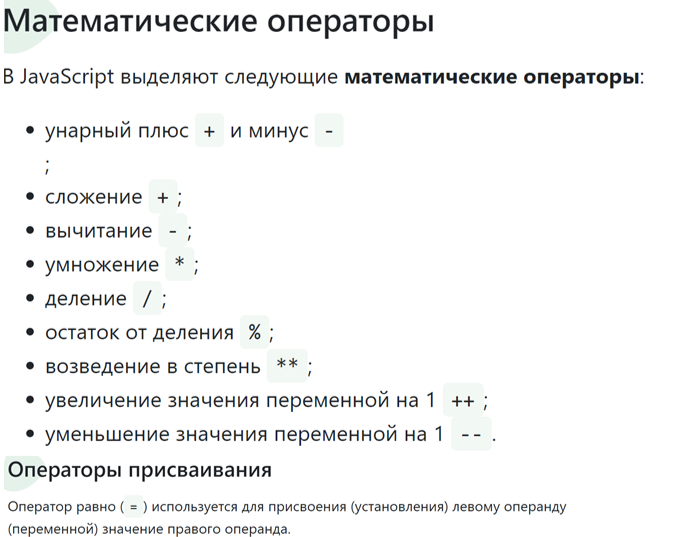 Математические операторы
В JavaScript выделяют следующие математические операторы:
• унарный плюс + и минус -
;
• сложение + ;
• вычитание - ;
• умножение * ;
• деление / ;
• остаток от деления % ;
• возведение в степень ** ;
• увеличение значения переменной на 1 ++ ;
• уменьшение значения переменной на 1 -- .
Операторы присваивания
Оператор равно ( = ) используется для присвоения (установления) левому операнду
(переменной) значение правого операнда.